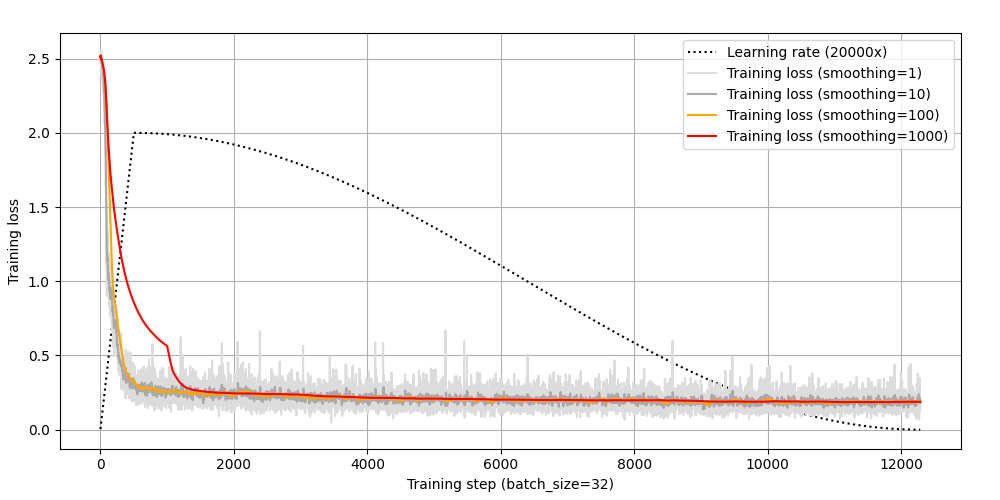 Learning rate (20000x)
Training loss (smoothing=1)
Training loss (smoothing=10)
Training loss (smoothing=100)
Training loss (smoothing=1000)
Training loss
2.5
2.0
1.5
1.0
0.5
0.0
0 2000 4000 6000 8000 10000 12000
Training step (batch_size=32)